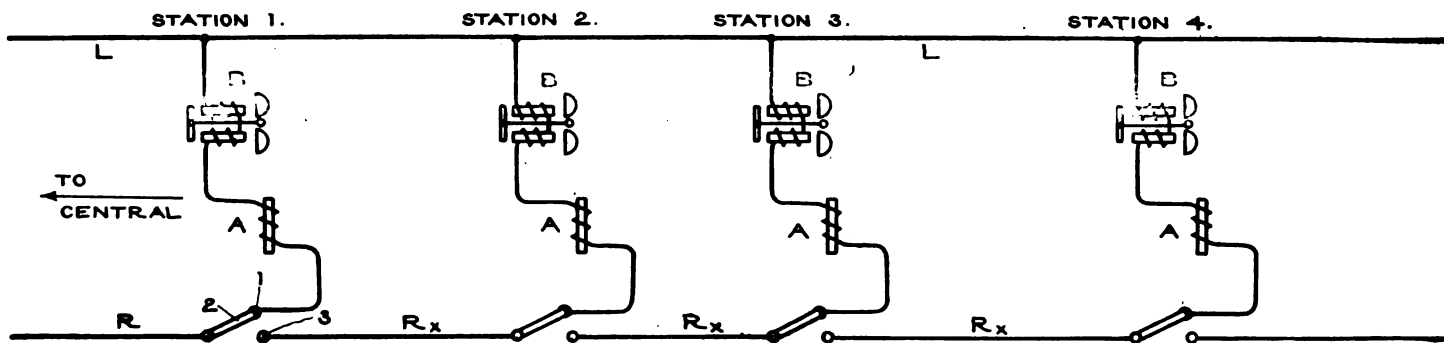 STATION 1. STATION 2. STATION 3. STATION 4.
L L
B B B B
TO
CENTRAL
A A A A
1
2
3
R Rx Rx Rx